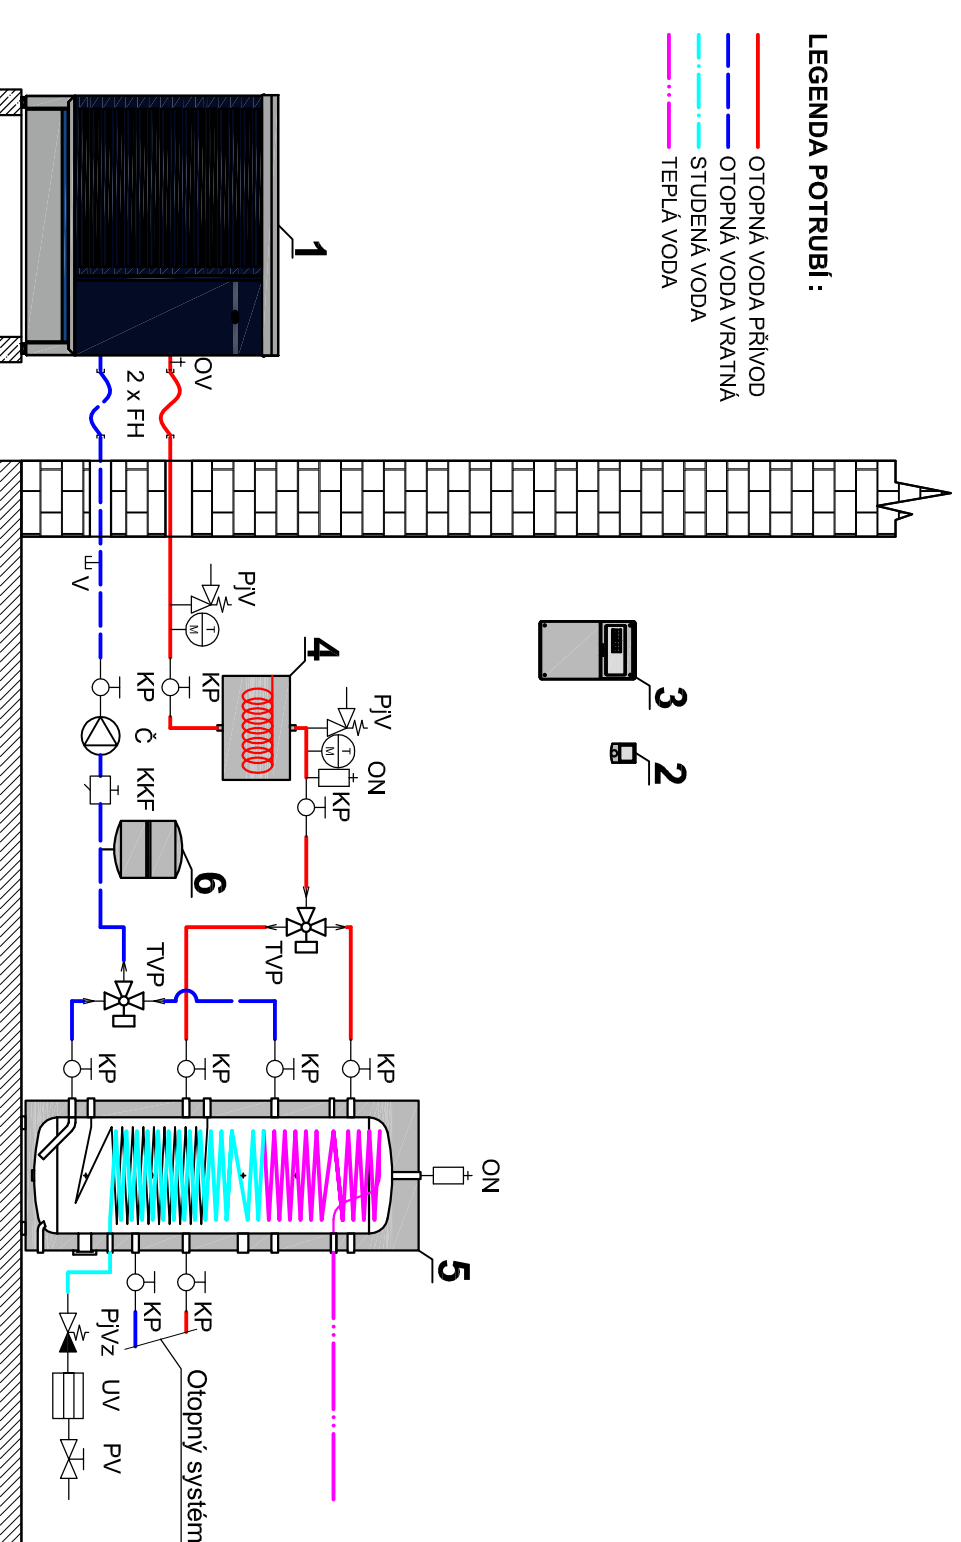 LEGENDA POTRUBÍ :
OTOPNÁ VODA PŘÍVOD
OTOPNÁ VODA VRATNÁ
STUDENÁ VODA
TEPLÁ VODA
1
OV
2 x FH
V
PjV
T
M
KP
KP
Č
KKF
4
PjV
T
M
ON
KP
3
2
6
TVP
TVP
KP
KP
KP
KP
ON
5
KP
KP
PjVz
UV
PV
Otopný systém